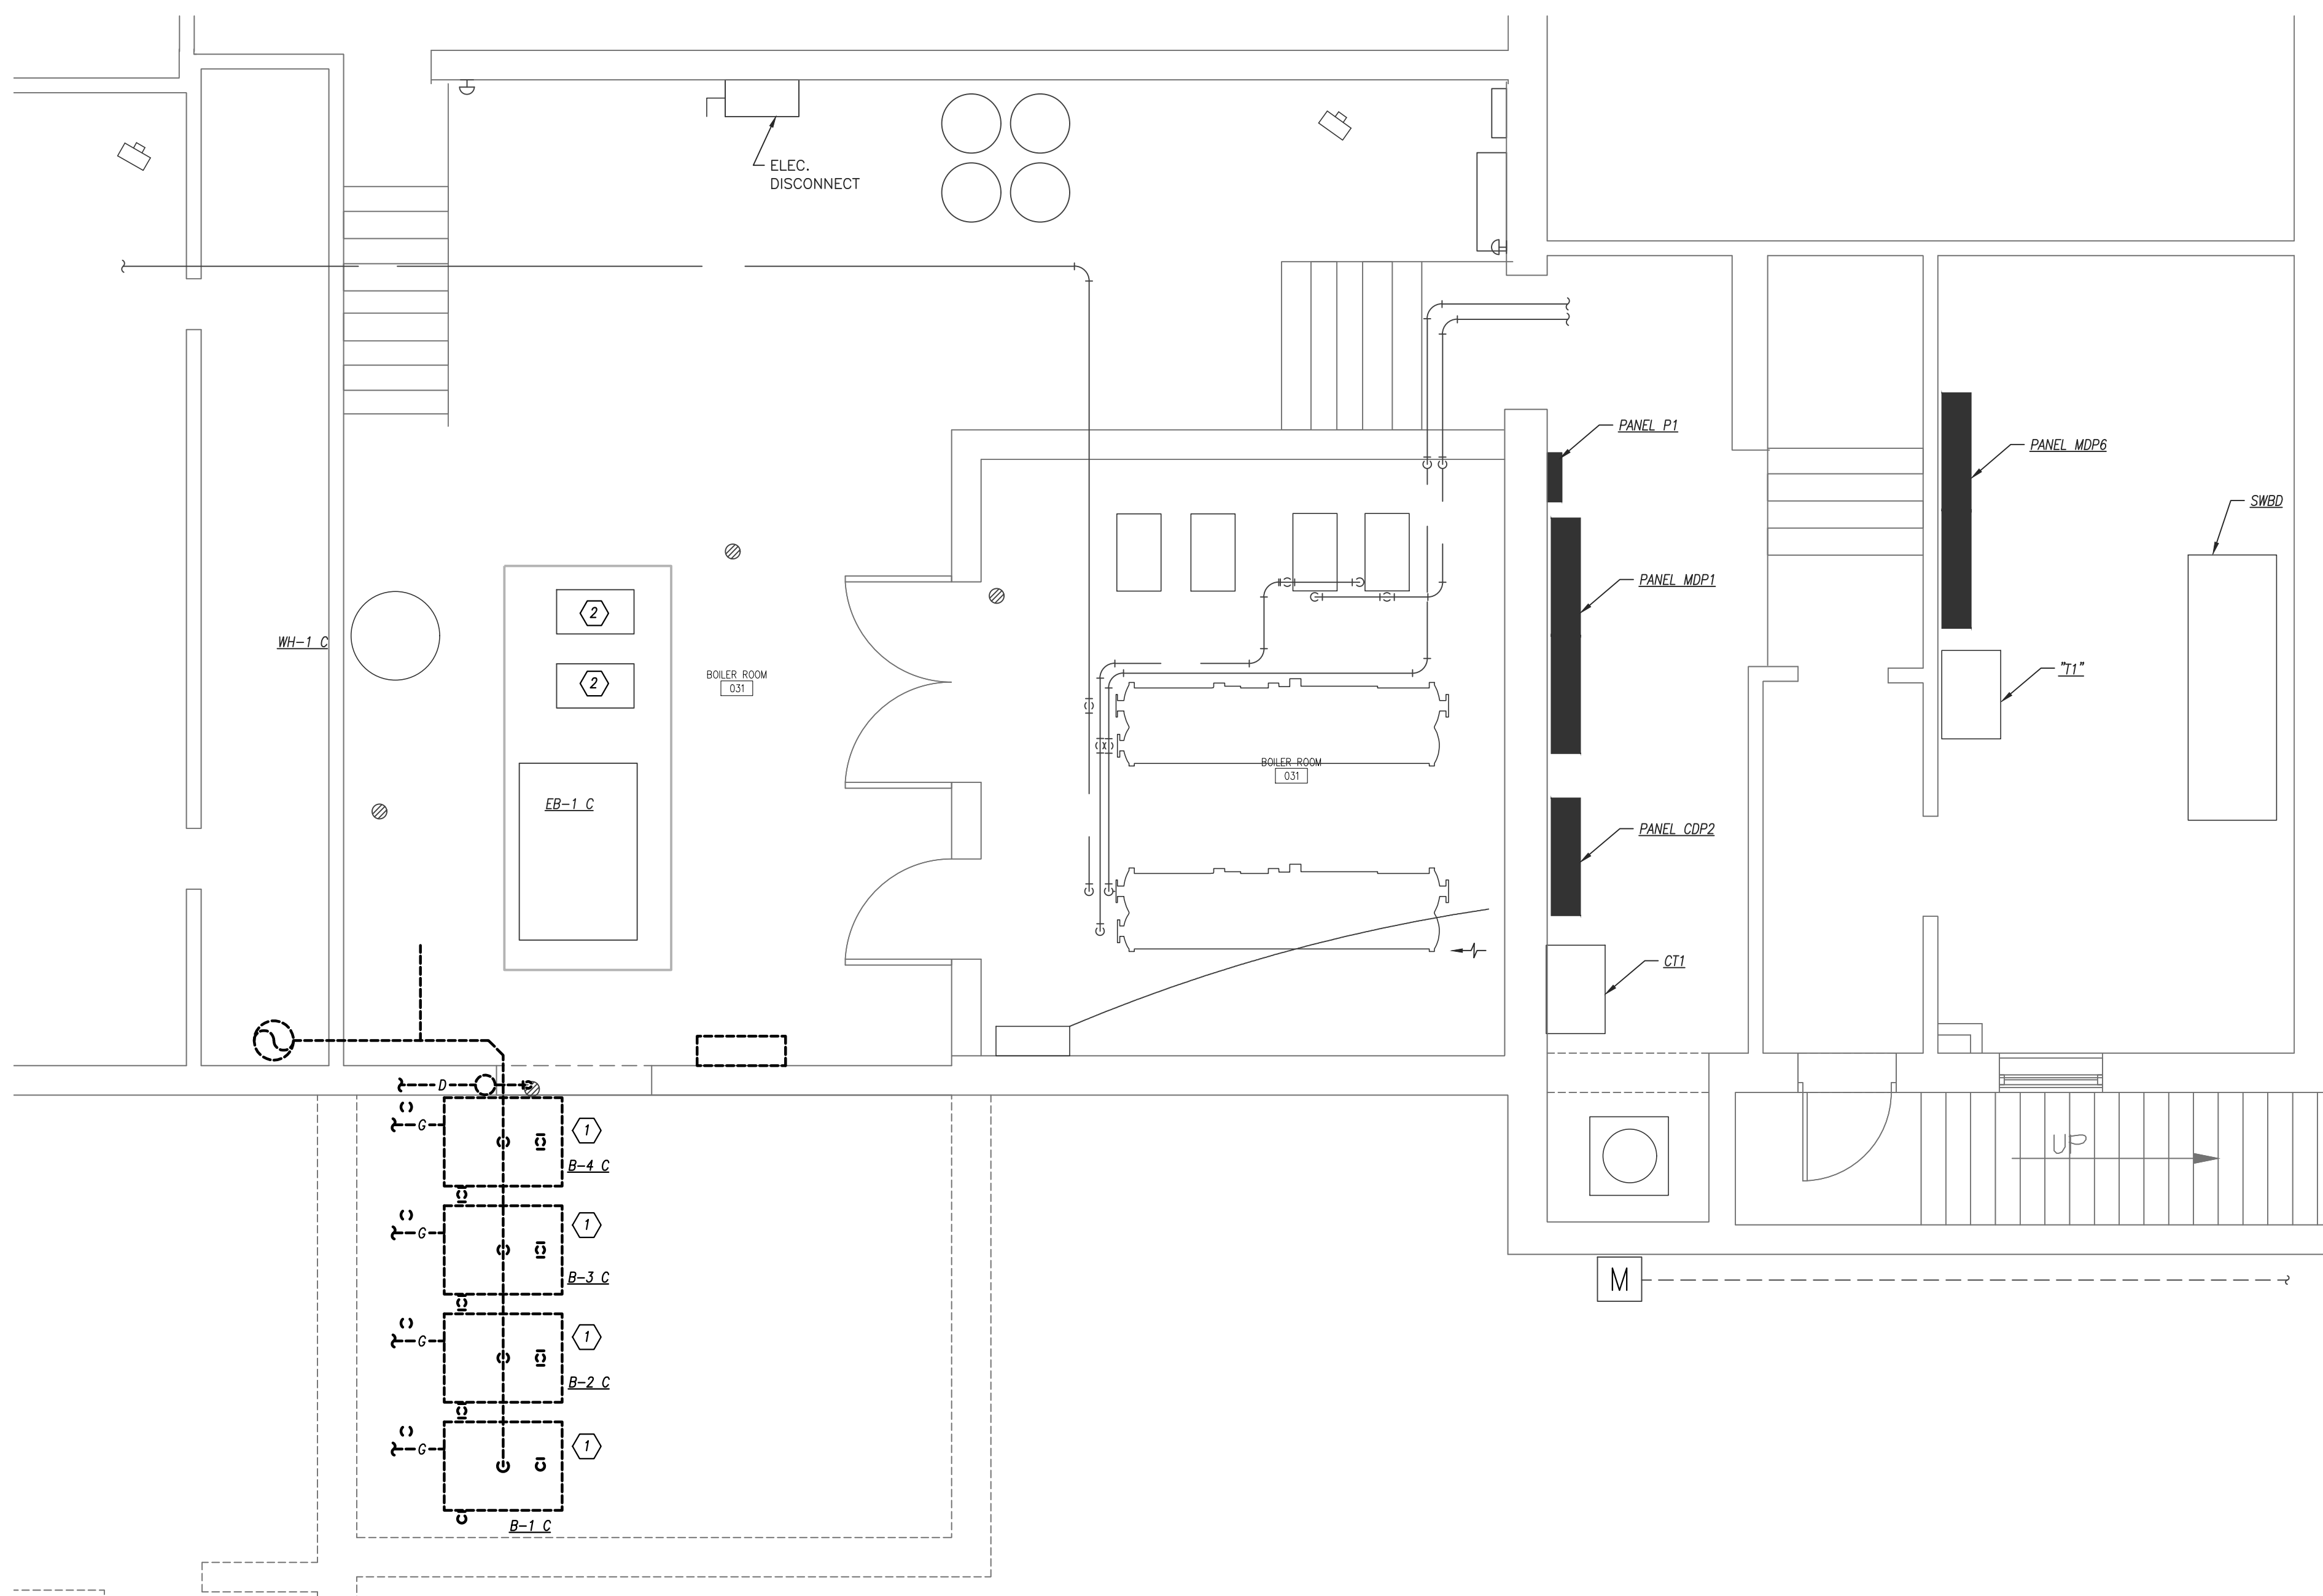 ELEC.
DISCONNECT
PANEL P1
PANEL MDP6
SWBD
PANEL MDP1
2
WH-1 C
"T1"
BOILER ROOM
031
2
BOILER ROOM
031
EB-1 C
PANEL CDP2
CT1
D
G
1
B-4 C
UP
G
1
B-3 C
M
G
1
B-2 C
G
1
B-1 C